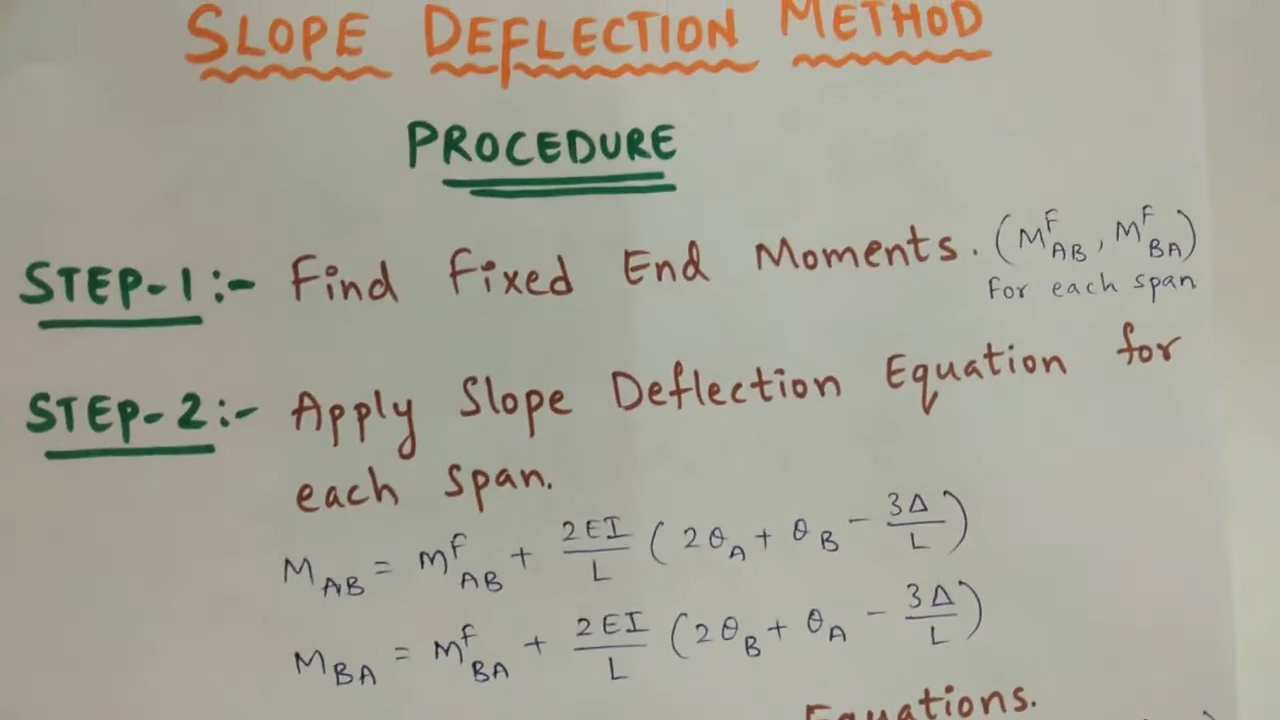 SLOPE DEFLECTION METHOD
PROCEDURE
STEP-1:- Find Fixed End Moments. (M^F_AB, M^F_BA)
For each span
STEP-2:- Apply Slope Deflection Equation for
each span.
M_AB = M^F_AB + 2EI/L (2θ_A + θ_B - 3Δ/L)
M_BA = M^F_BA + 2EI/L (2θ_B + θ_A - 3Δ/L)
Equations.